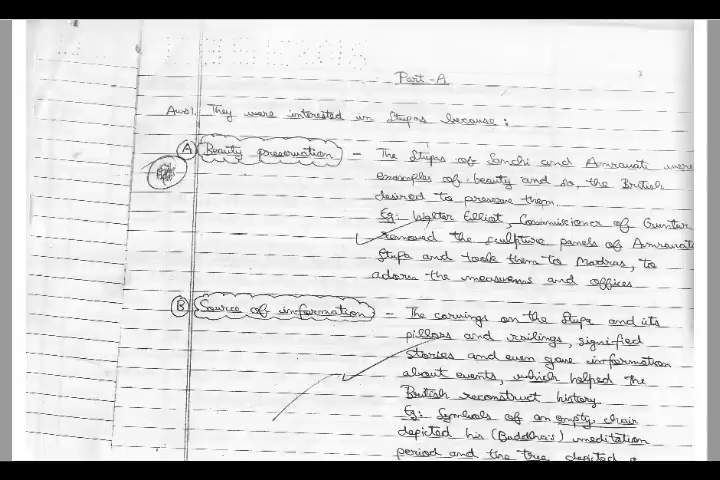 Part-A
Ans1. They were interested in Stupas because:
A Beauty preservation - The Stupas of Sanchi and Amravati were
examples of beauty and so, the British
desired to preserve them.
Eg: Walter Elliot, Commissioner of Guntur
removed the sculpture panels of Amravati
Stupa and took them to Madras, to
adorn the museums and offices
B Source of information - The carvings on the Stupa and its
pillars and railings, signified
stories and even gave information
about events, which helped the
British reconstruct history
Eg: Symbols of an empty chair
depicted his (Buddha's) meditation
period and the tree depicted